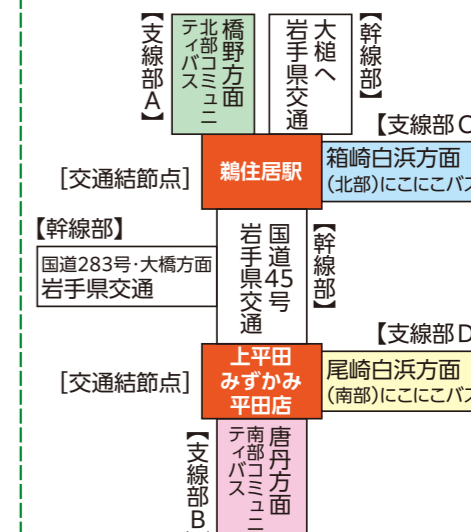 【支線部A】
橋野方面
北部コミュニ
ティバス
大槌へ
岩手県交通
【幹線部】
【支線部C
[交通結節点]
鵜住居駅
箱崎白浜方面
(北部)にこにこバス
【幹線部】
国道283号・大橋方面
岩手県交通
国道45号
岩手県交通
【幹線部】
【支線部D
[交通結節点]
上平田
みずかみ
平田店
尾崎白浜方面
(南部)にこにこバス
【支線部B
唐丹方面
南部コミュニ
ティバス